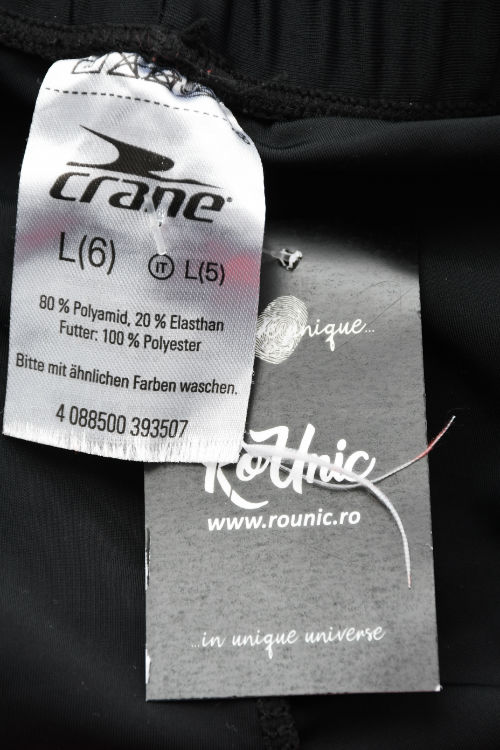 crane
L(6) IT L(5)
80 % Polyamid, 20 % Elasthan
Futter: 100 % Polyester
Bitte mit ähnlichen Farben waschen.
4 088500 393507
unique...
RoUnic
www.rounic.ro
...in unique universe